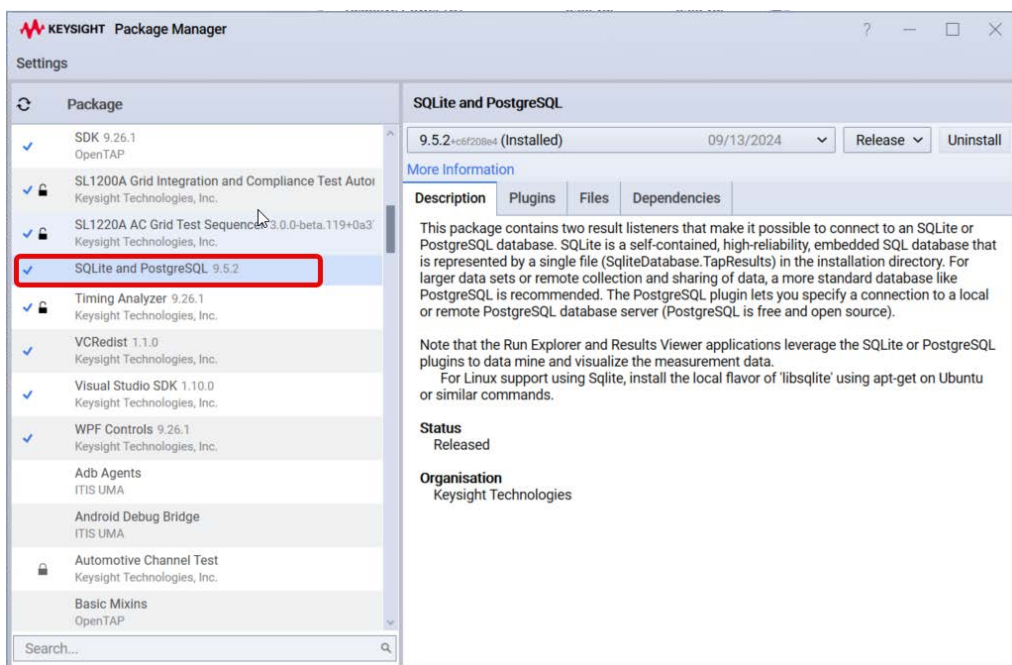 KEYSIGHT Package Manager
?
Settings
Package
SDK 9.26.1
OpenTAP
SL1200A Grid Integration and Compliance Test Autor
Keysight Technologies, Inc.
SL1220A AC Grid Test Sequencer 3.0.0-beta.119+0a3
Keysight Technologies, Inc.
SQLite and PostgreSQL 9.5.2
Timing Analyzer 9.26.1
Keysight Technologies, Inc.
VCRedist 1.1.0
Keysight Technologies, Inc.
Visual Studio SDK 1.10.0
Keysight Technologies, Inc.
WPF Controls 9.26.1
Keysight Technologies, Inc.
Adb Agents
ITIS UMA
Android Debug Bridge
ITIS UMA
Automotive Channel Test
Keysight Technologies, Inc.
Basic Mixins
OpenTAP
Search...
SQLite and PostgreSQL
9.5.2+c6f208e4 (Installed) 09/13/2024 Release Uninstall
More Information
Description Plugins Files Dependencies
This package contains two result listeners that make it possible to connect to an SQLite or
PostgreSQL database. SQLite is a self-contained, high-reliability, embedded SQL database that
is represented by a single file (SqliteDatabase.TapResults) in the installation directory. For
larger data sets or remote collection and sharing of data, a more standard database like
PostgreSQL is recommended. The PostgreSQL plugin lets you specify a connection to a local
or remote PostgreSQL database server (PostgreSQL is free and open source).
Note that the Run Explorer and Results Viewer applications leverage the SQLite or PostgreSQL
plugins to data mine and visualize the measurement data.
For Linux support using Sqlite, install the local flavor of 'libsqlite' using apt-get on Ubuntu
or similar commands.
Status
Released
Organisation
Keysight Technologies